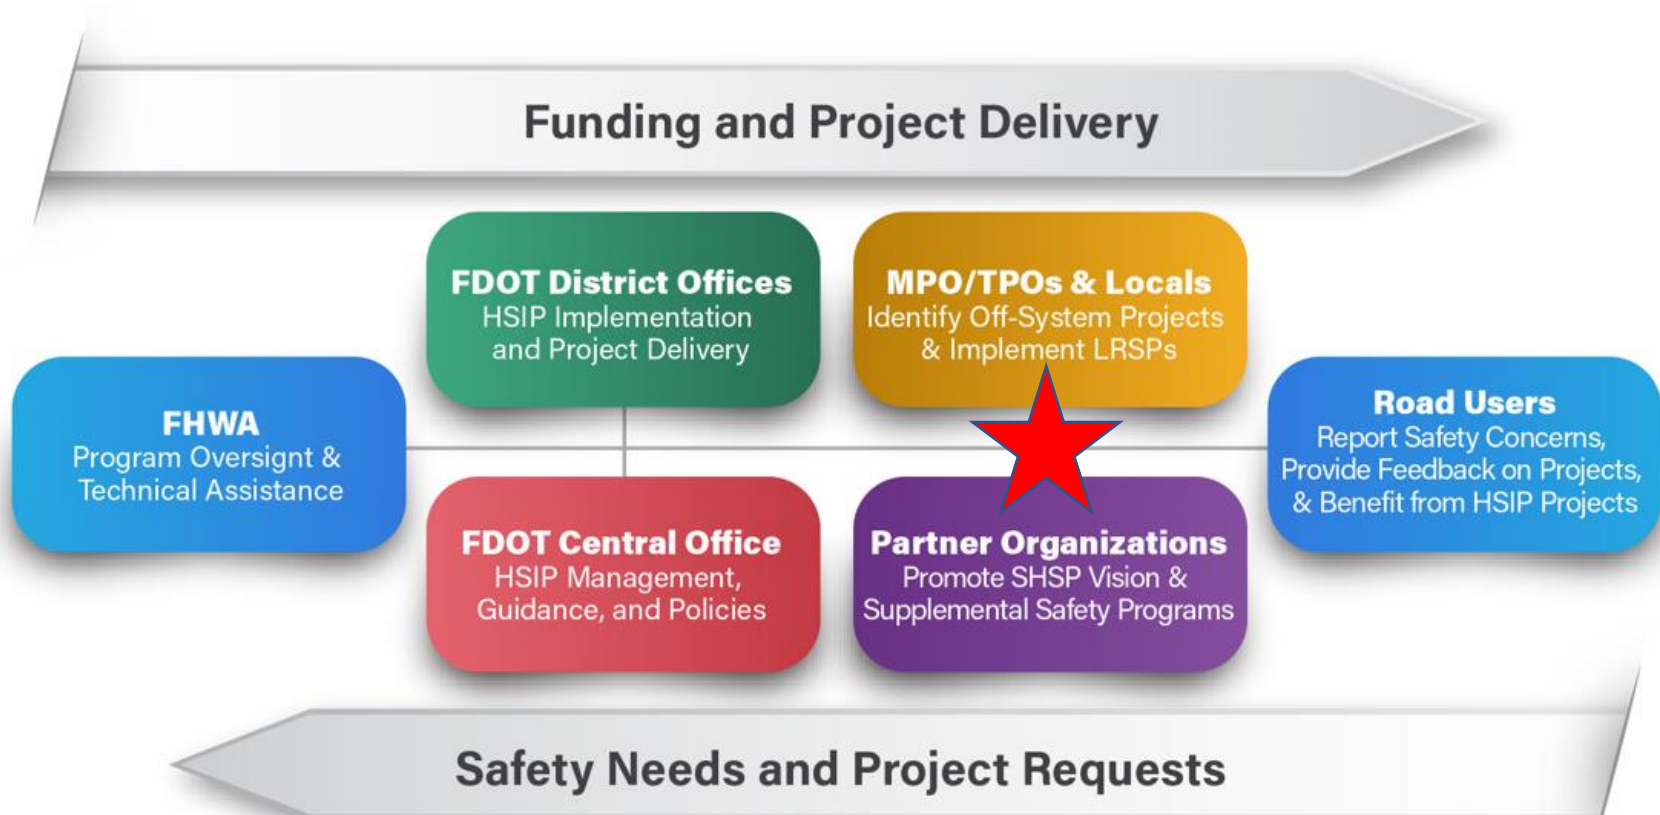 Funding and Project Delivery
FDOT District Offices
HSIP Implementation
and Project Delivery
MPO/TPOs & Locals
Identify Off-System Projects
& Implement LRSPs
FHWA
Program Oversignt &
Technical Assistance
Road Users
Report Safety Concerns,
Provide Feedback on Projects,
& Benefit from HSIP Projects
FDOT Central Office
HSIP Management,
Guidance, and Policies
Partner Organizations
Promote SHSP Vision &
Supplemental Safety Programs
Safety Needs and Project Requests